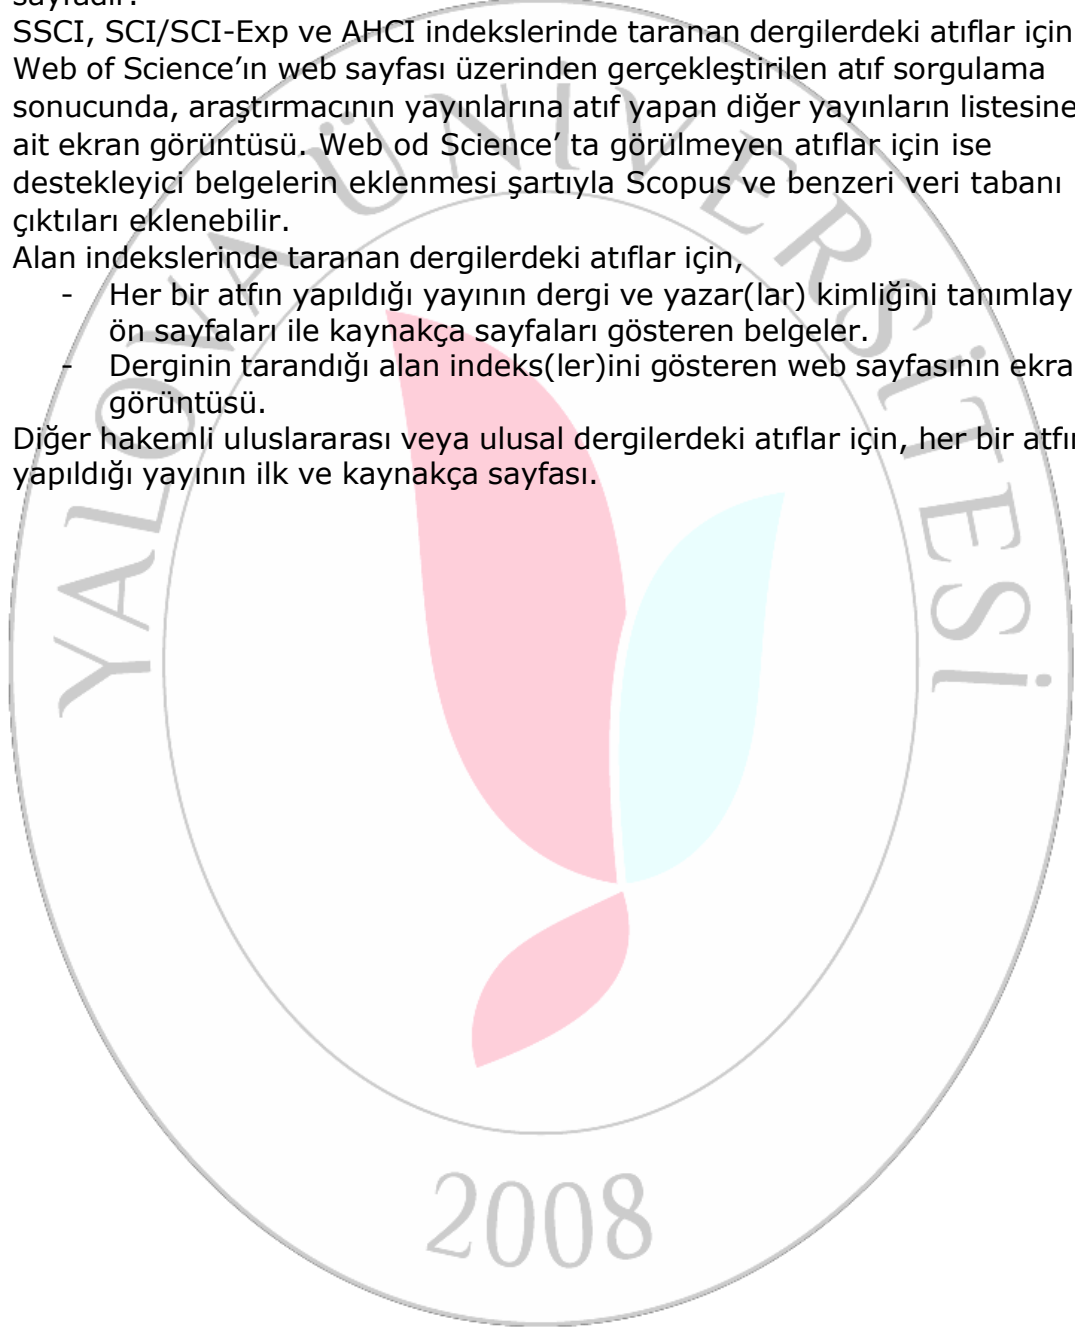 sayfadır.
SSCI, SCI/SCI-Exp ve AHCI indekslerinde taranan dergilerdeki atıflar için
Web of Science’ın web sayfası üzerinden gerçekleştirilen atıf sorgulama
sonucunda, araştırmacının yayınlarına atıf yapan diğer yayınların listesine
ait ekran görüntüsü. Web od Science’ ta görülmeyen atıflar için ise
destekleyici belgelerin eklenmesi şartıyla Scopus ve benzeri veri tabanı
çıktıları eklenebilir.
Alan indekslerinde taranan dergilerdeki atıflar için,
- Her bir atfın yapıldığı yayının dergi ve yazar(lar) kimliğini tanımlay
ön sayfaları ile kaynakça sayfaları gösteren belgeler.
- Derginin tarandığı alan indeks(ler)ini gösteren web sayfasının ekra
görüntüsü.
Diğer hakemli uluslararası veya ulusal dergilerdeki atıflar için, her bir atfı
yapıldığı yayının ilk ve kaynakça sayfası.
YALOVA ÜNİVERSİTESİ
2008